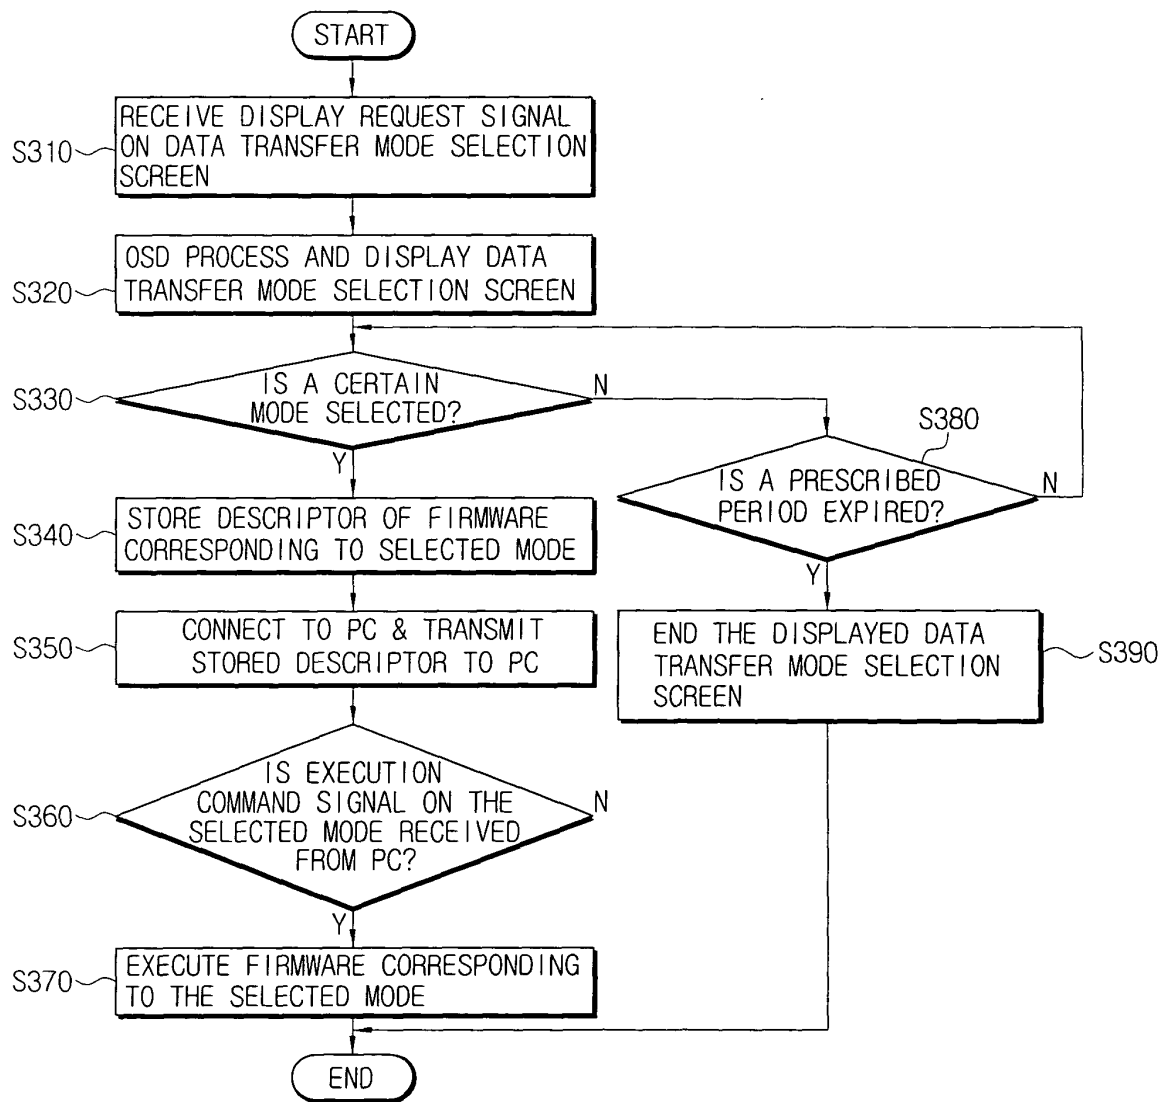 START
RECEIVE DISPLAY REQUEST SIGNAL
ON DATA TRANSFER MODE SELECTION
SCREEN
S310
OSD PROCESS AND DISPLAY DATA
TRANSFER MODE SELECTION SCREEN
S320
IS A CERTAIN
MODE SELECTED?
S330
N
Y
S380
IS A PRESCRIBED
PERIOD EXPIRED?
N
Y
STORE DESCRIPTOR OF FIRMWARE
CORRESPONDING TO SELECTED MODE
S340
CONNECT TO PC & TRANSMIT
STORED DESCRIPTOR TO PC
S350
END THE DISPLAYED DATA
TRANSFER MODE SELECTION
SCREEN
S390
IS EXECUTION
COMMAND SIGNAL ON THE
SELECTED MODE RECEIVED
FROM PC?
S360
N
Y
EXECUTE FIRMWARE CORRESPONDING
TO THE SELECTED MODE
S370
END